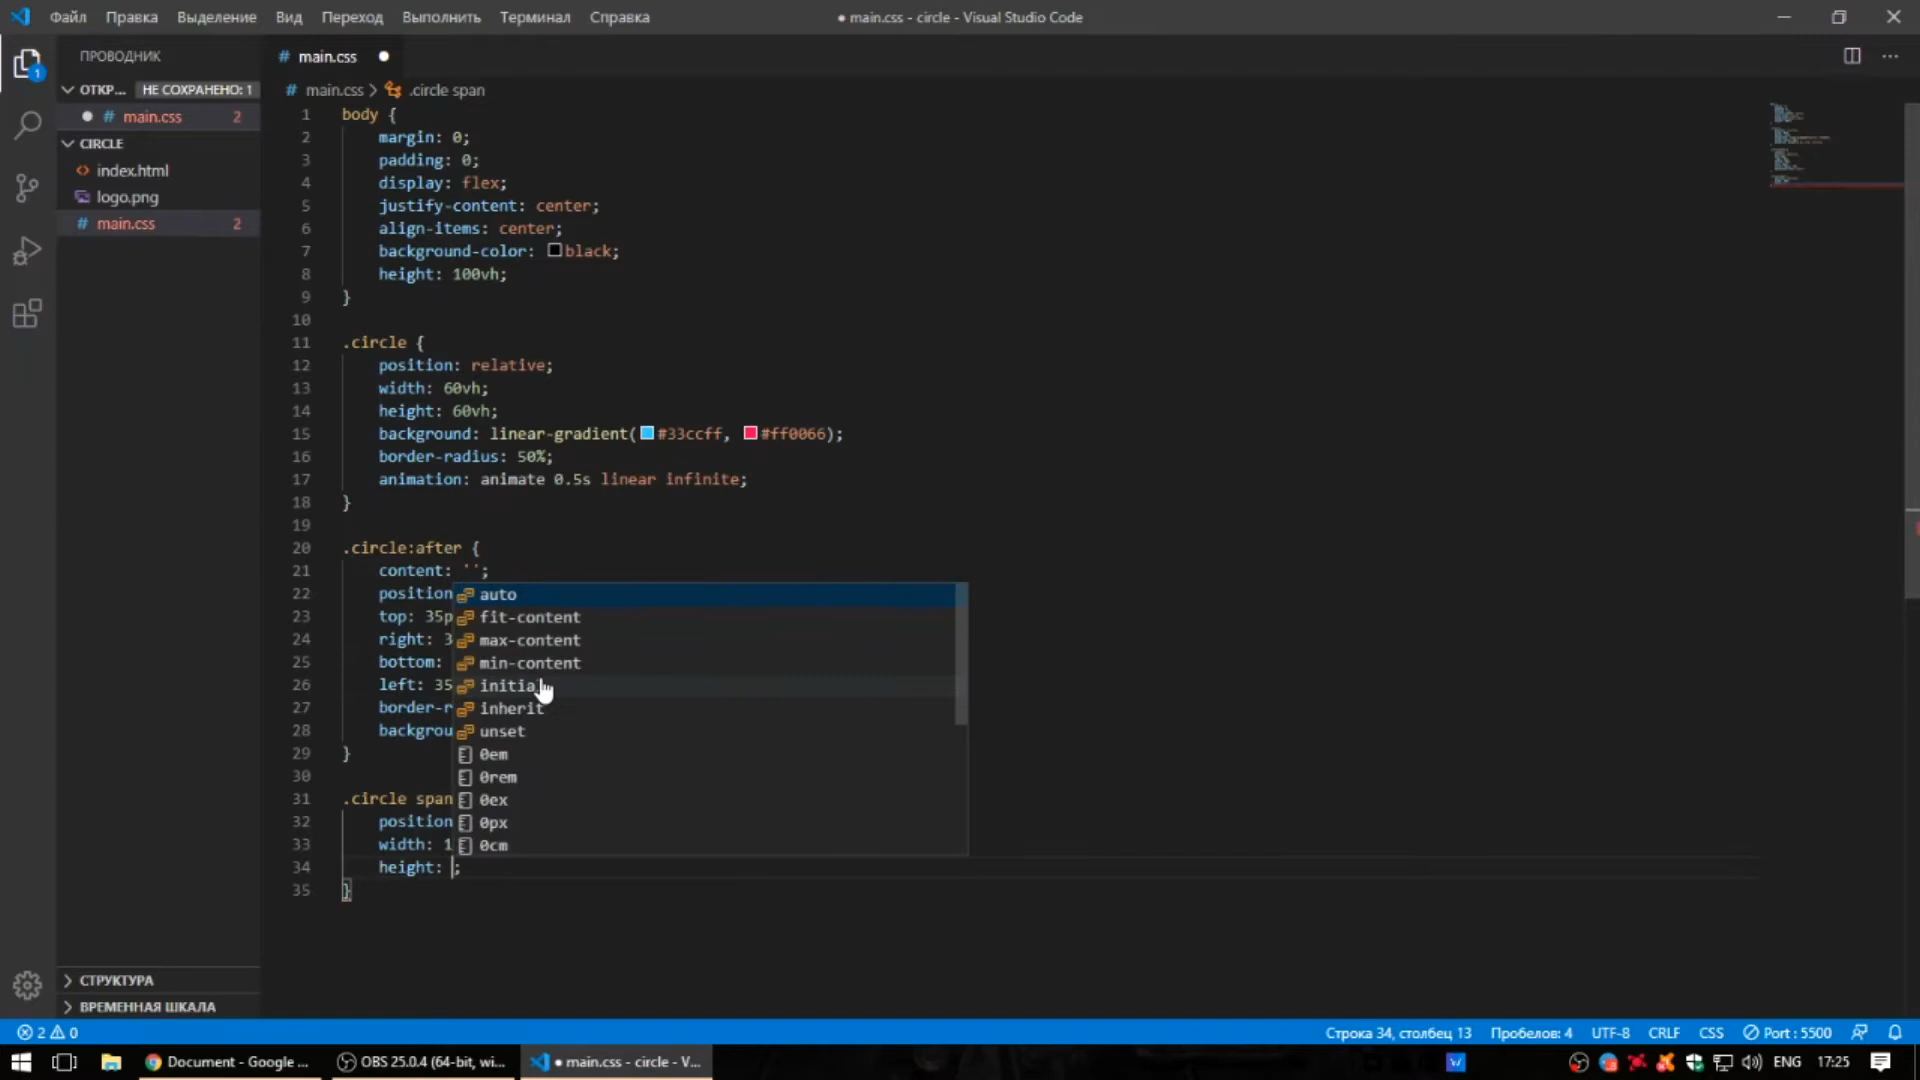 Файл Правка Выделение Вид Переход Выполнить Терминал Справка
● main.css - circle - Visual Studio Code
ПРОВОДНИК
ОТКР... НЕ СОХРАНЕНО: 1
# main.css 2
CIRCLE
index.html
logo.png
# main.css 2
СТРУКТУРА
ВРЕМЕННАЯ ШКАЛА
1
# main.css ●
# main.css > .circle span
1 body {
2 margin: 0;
3 padding: 0;
4 display: flex;
5 justify-content: center;
6 align-items: center;
7 background-color: black;
8 height: 100vh;
9 }
10
11 .circle {
12 position: relative;
13 width: 60vh;
14 height: 60vh;
15 background: linear-gradient(#33ccff, #ff0066);
16 border-radius: 50%;
17 animation: animate 0.5s linear infinite;
18 }
19
20 .circle:after {
21 content: '';
22 position
23 top: 35p
24 right: 3
25 bottom:
26 left: 35
27 border-r
28 backgrou
29 }
30
31 .circle span
32 position
33 width: 1
34 height: ;
35 }
auto
fit-content
max-content
min-content
initia
inherit
unset
0em
0rem
0ex
0px
0cm
2 0
Строка 34, столбец 13 Пробелов: 4 UTF-8 CRLF CSS Port : 5500
Document - Google ...
OBS 25.0.4 (64-bit, wi...
● main.css - circle - V...
W
ENG 17:25